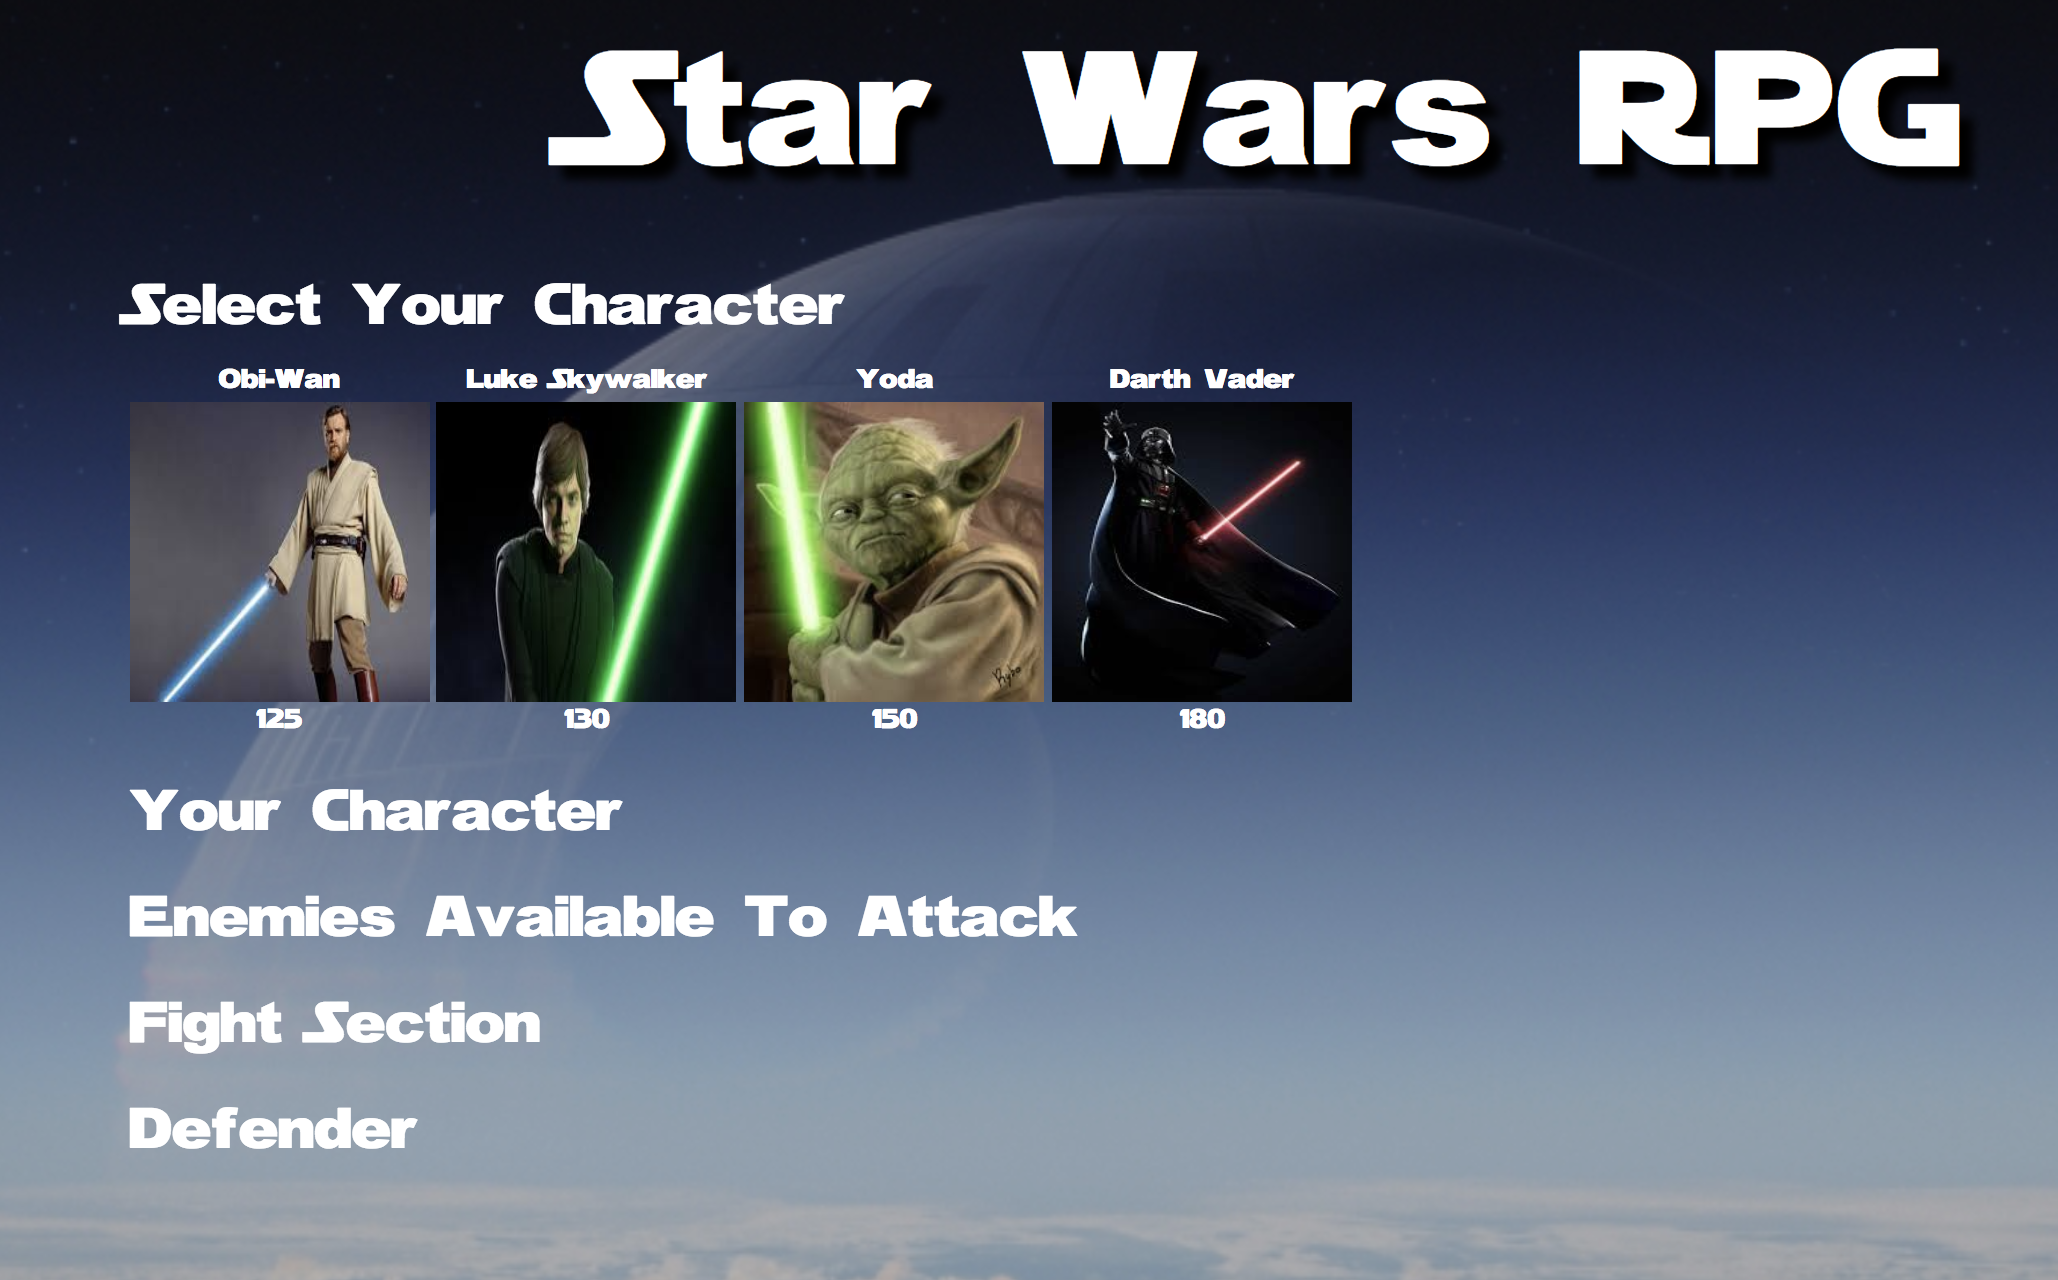 Star Wars RPG
Select Your Character
Obi-Wan
Luke Skywalker
Yoda
Darth Vader
Rybo
125
130
150
180
Your Character
Enemies Available To Attack
Fight Section
Defender